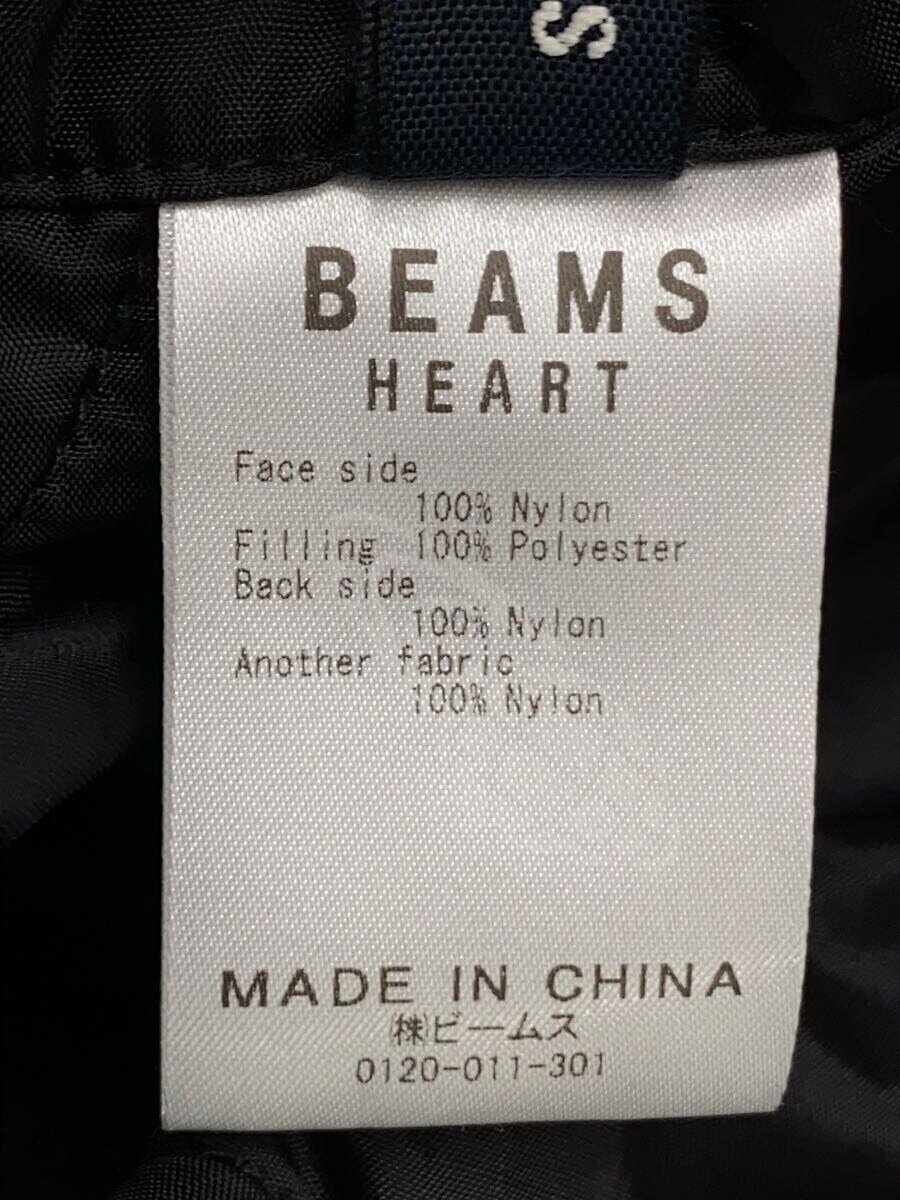 S
BEAMS
HEART
Face side
100% Nylon
Filling 100% Polyester
Back side
100% Nylon
Another fabric
100% Nylon
MADE IN CHINA
㈱ビームス
0120-011-301